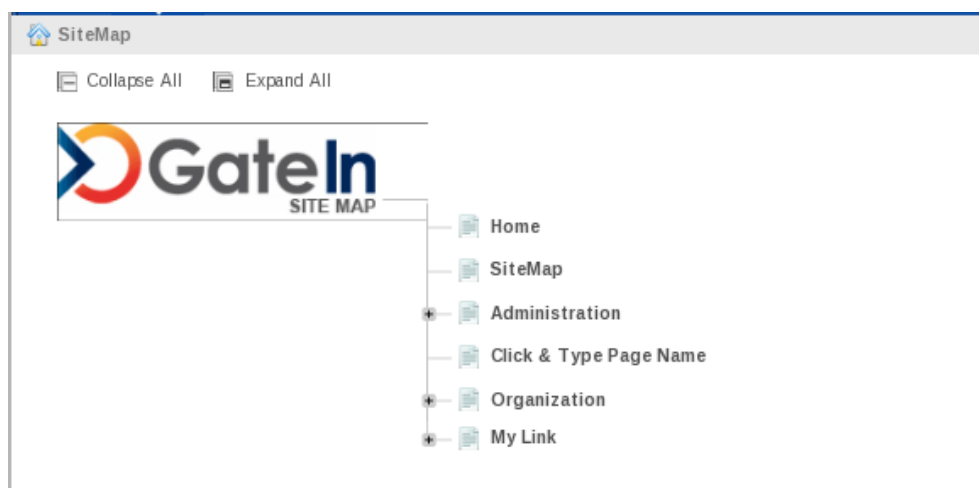 SiteMap
Collapse All Expand All
GateIn
SITE MAP
Home
SiteMap
Administration
Click & Type Page Name
Organization
My Link